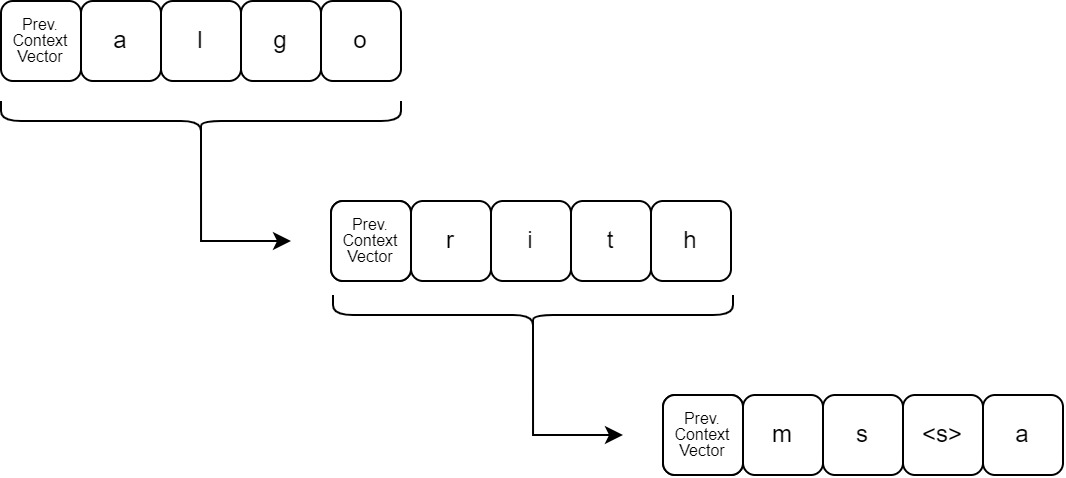 Prev.
Context
Vector
a
l
g
o
Prev.
Context
Vector
r
i
t
h
Prev.
Context
Vector
m
s
<s>
a